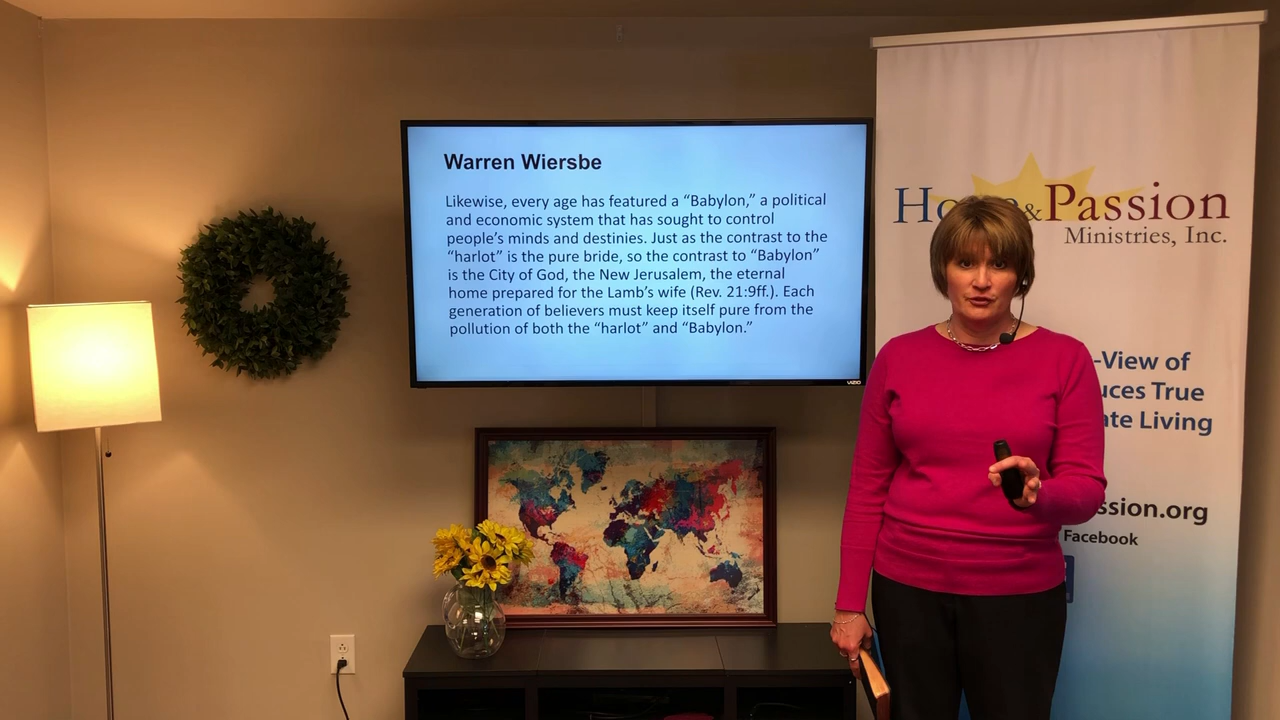 Warren Wiersbe
Likewise, every age has featured a “Babylon,” a political
and economic system that has sought to control
people’s minds and destinies. Just as the contrast to the
“harlot” is the pure bride, so the contrast to “Babylon”
is the City of God, the New Jerusalem, the eternal
home prepared for the Lamb’s wife (Rev. 21:9ff.). Each
generation of believers must keep itself pure from the
pollution of both the “harlot” and “Babylon.”
VIZIO
&Passion
Ministries, Inc.
-View of
True
Living
.org
Facebook